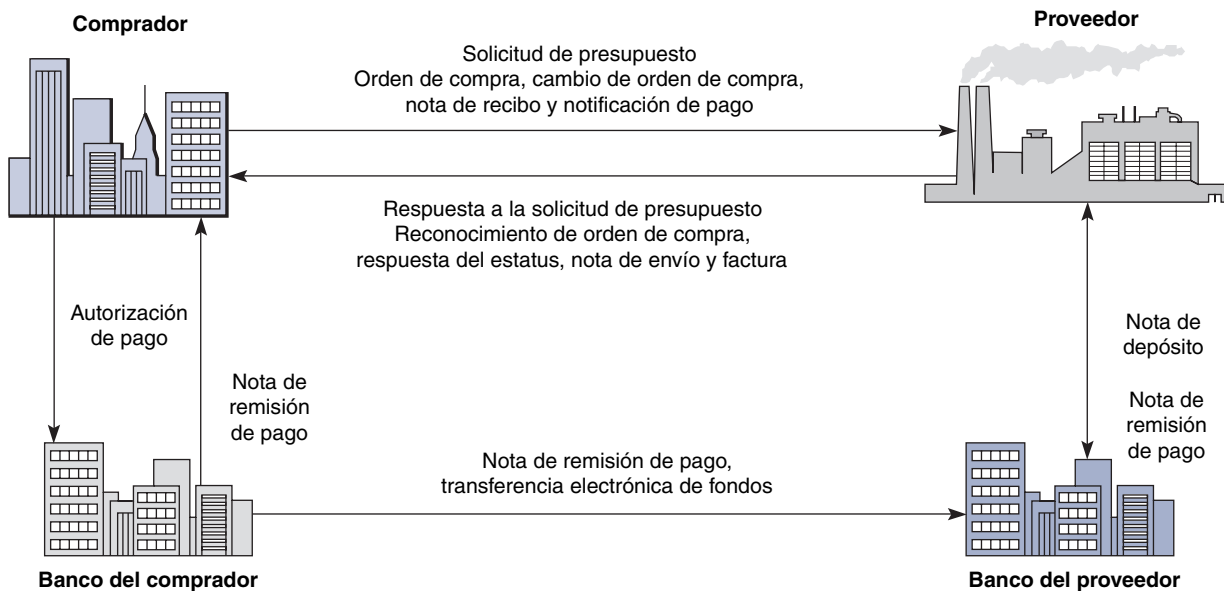 Comprador
Proveedor
Solicitud de presupuesto
Orden de compra, cambio de orden de compra,
nota de recibo y notificación de pago
Respuesta a la solicitud de presupuesto
Reconocimiento de orden de compra,
respuesta del estatus, nota de envío y factura
Autorización
de pago
Nota de
remisión
de pago
Nota de
depósito
Nota de
remisión
de pago
Nota de remisión de pago,
transferencia electrónica de fondos
Banco del comprador
Banco del proveedor